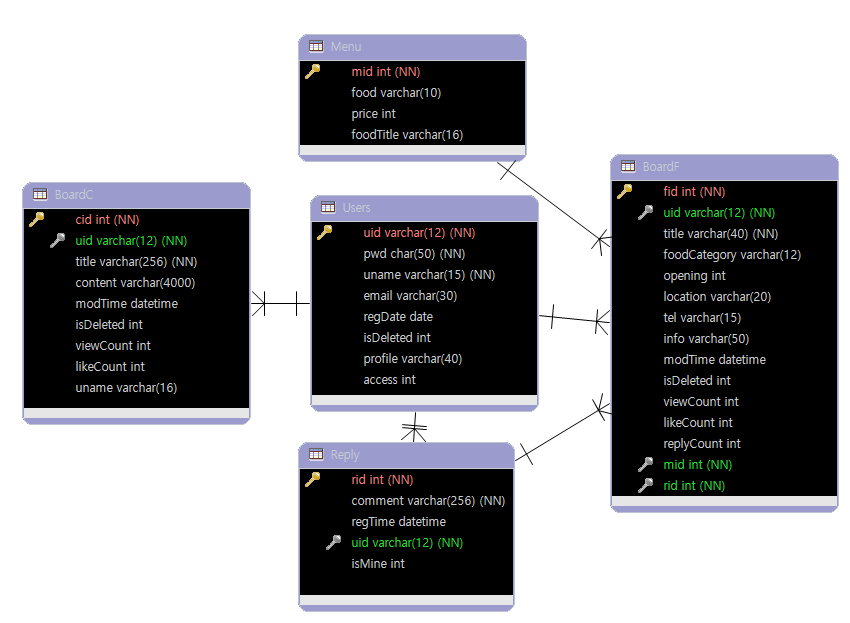 Menu
mid int (NN)
food varchar(10)
price int
foodTitle varchar(16)
BoardC
cid int (NN)
uid varchar(12) (NN)
title varchar(256) (NN)
content varchar(4000)
modTime datetime
isDeleted int
viewCount int
likeCount int
uname varchar(16)
Users
uid varchar(12) (NN)
pwd char(50) (NN)
uname varchar(15) (NN)
email varchar(30)
regDate date
isDeleted int
profile varchar(40)
access int
BoardF
fid int (NN)
uid varchar(12) (NN)
title varchar(40) (NN)
foodCategory varchar(12)
opening int
location varchar(20)
tel varchar(15)
info varchar(50)
modTime datetime
isDeleted int
viewCount int
likeCount int
replyCount int
mid int (NN)
rid int (NN)
Reply
rid int (NN)
comment varchar(256) (NN)
regTime datetime
uid varchar(12) (NN)
isMine int